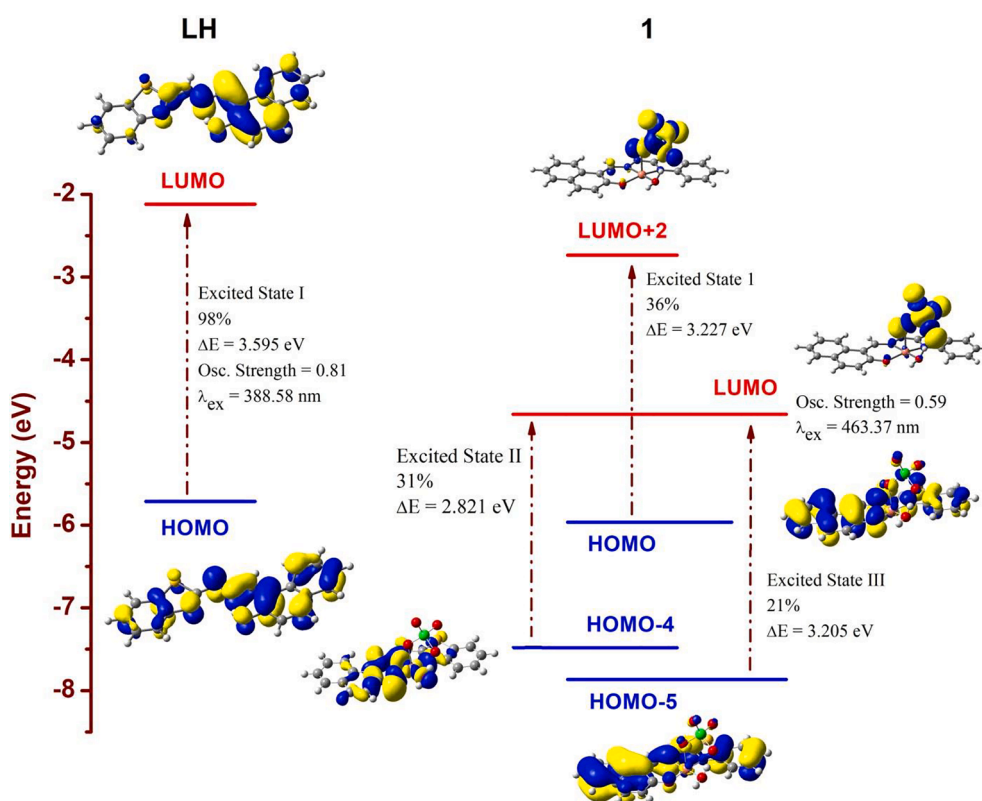 LH
1
LUMO
-2
-3
-4
-5
-6
-7
-8
Energy (eV)
Excited State I
98%
ΔE = 3.595 eV
Osc. Strength = 0.81
λex = 388.58 nm
HOMO
LUMO+2
Excited State 1
36%
ΔE = 3.227 eV
LUMO
Osc. Strength = 0.59
λex = 463.37 nm
Excited State II
31%
ΔE = 2.821 eV
HOMO
HOMO-4
Excited State III
21%
ΔE = 3.205 eV
HOMO-5